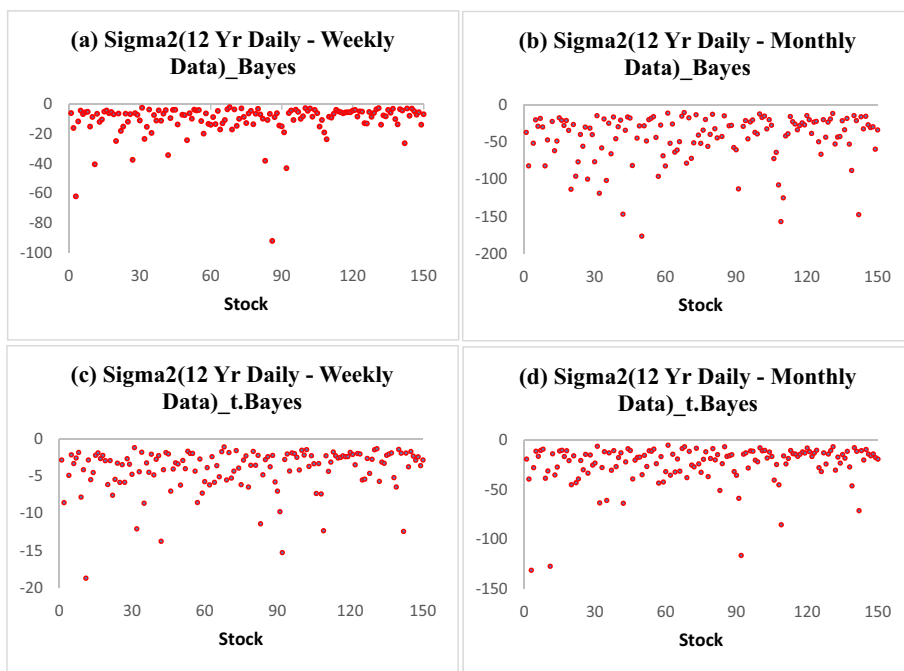 (a) Sigma2(12 Yr Daily - Weekly
Data)_Bayes
0
-20
-40
-60
-80
-100
0 30 60 90 120 150
Stock
(b) Sigma2(12 Yr Daily - Monthly
Data)_Bayes
0
-50
-100
-150
-200
0 30 60 90 120 150
Stock
(c) Sigma2(12 Yr Daily - Weekly
Data)_t.Bayes
0
-5
-10
-15
-20
0 30 60 90 120 150
Stock
(d) Sigma2(12 Yr Daily - Monthly
Data)_t.Bayes
0
-50
-100
-150
0 30 60 90 120 150
Stock